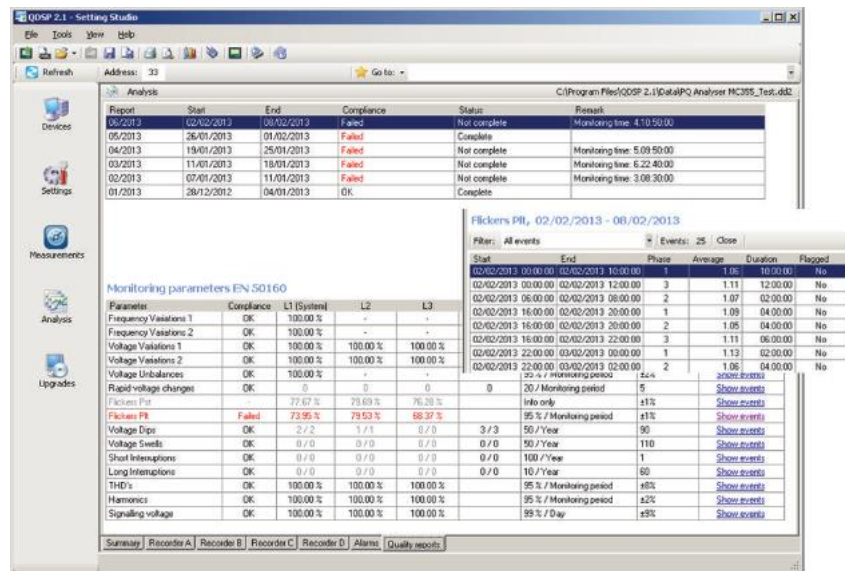 QDSP 2.1 - Setting Studio
File Tools View Help
Refresh Address: 33 Go to:
Analysis C:\Program Files\QDSP 2.1\Data\PQ Analyser MC355_Test.dd2
Devices
Settings
Measurements
Analysis
Upgrades
Report Start End Compliance Status Remark
06/2013 02/02/2013 08/02/2013 Failed Not complete Monitoring time: 4.10:50:00
05/2013 26/01/2013 01/02/2013 Failed Complete
04/2013 19/01/2013 25/01/2013 Failed Not complete Monitoring time: 5.09:50:00
03/2013 11/01/2013 18/01/2013 Failed Not complete Monitoring time: 6.22:40:00
02/2013 07/01/2013 11/01/2013 Failed Not complete Monitoring time: 3.08:30:00
01/2013 28/12/2012 04/01/2013 OK Complete
Flickers Plt, 02/02/2013 - 08/02/2013
Filter: All events Events: 25 Close
Start End Phase Average Duration Flagged
02/02/2013 00:00:00 02/02/2013 10:00:00 1 1.06 10:00:00 No
02/02/2013 00:00:00 02/02/2013 12:00:00 3 1.11 12:00:00 No
02/02/2013 06:00:00 02/02/2013 08:00:00 2 1.07 02:00:00 No
02/02/2013 16:00:00 02/02/2013 20:00:00 1 1.09 04:00:00 No
02/02/2013 16:00:00 02/02/2013 20:00:00 2 1.05 04:00:00 No
02/02/2013 16:00:00 02/02/2013 22:00:00 3 1.11 06:00:00 No
02/02/2013 22:00:00 03/02/2013 00:00:00 1 1.13 02:00:00 No
02/02/2013 22:00:00 03/02/2013 02:00:00 2 1.06 04:00:00 No
Monitoring parameters EN 50160
Parameter Compliance L1 (System) L2 L3
Frequency Variations 1 OK 100.00 % - -
Frequency Variations 2 OK 100.00 % - -
Voltage Variations 1 OK 100.00 % 100.00 % 100.00 %
Voltage Variations 2 OK 100.00 % 100.00 % 100.00 %
Voltage Unbalances OK 100.00 % - - 95 % / Monitoring period ±2% Show events
Rapid voltage changes OK 0 0 0 0 20 / Monitoring period 5 Show events
Flickers Pst - 77.67 % 79.69 % 76.28 % Info only ±1% Show events
Flickers Plt Failed 73.95 % 79.53 % 68.37 % 95 % / Monitoring period ±1% Show events
Voltage Dips OK 2 / 2 1 / 1 0 / 0 3 / 3 50 / Year 90 Show events
Voltage Swells OK 0 / 0 0 / 0 0 / 0 0 / 0 50 / Year 110 Show events
Short Interruptions OK 0 / 0 0 / 0 0 / 0 0 / 0 100 / Year 1 Show events
Long Interruptions OK 0 / 0 0 / 0 0 / 0 0 / 0 10 / Year 60 Show events
THD's OK 100.00 % 100.00 % 100.00 % 95 % / Monitoring period ±8% Show events
Harmonics OK 100.00 % 100.00 % 100.00 % 95 % / Monitoring period ±2% Show events
Signalling voltage OK 100.00 % 100.00 % 100.00 % 99 % / Day ±9% Show events
Summary Recorder A Recorder B Recorder C Recorder D Alarms Quality reports